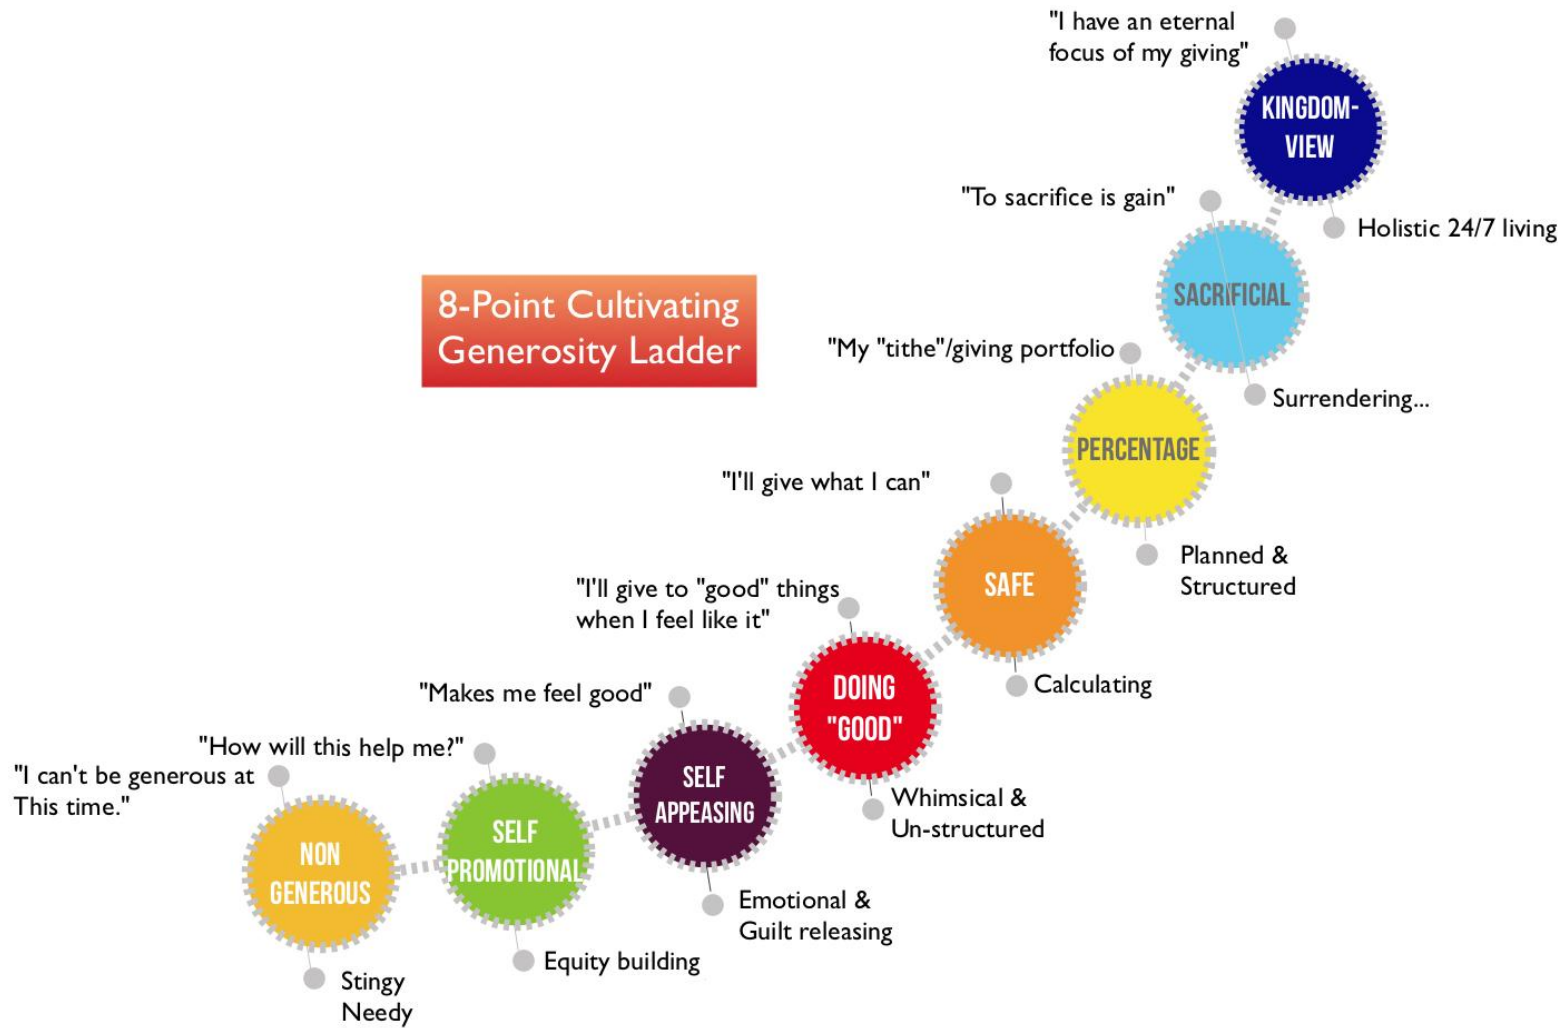 "I have an eternal
focus of my giving"
KINGDOM-
VIEW
"To sacrifice is gain"
Holistic 24/7 living
SACRIFICIAL
8-Point Cultivating
Generosity Ladder
"My "tithe"/giving portfolio
Surrendering...
PERCENTAGE
"I'll give what I can"
Planned &
Structured
SAFE
"I'll give to "good" things
when I feel like it"
Calculating
DOING
"GOOD"
"Makes me feel good"
Whimsical &
Un-structured
SELF
APPEASING
"How will this help me?"
Emotional &
Guilt releasing
"I can't be generous at
This time."
SELF
PROMOTIONAL
Equity building
NON
GENEROUS
Stingy
Needy